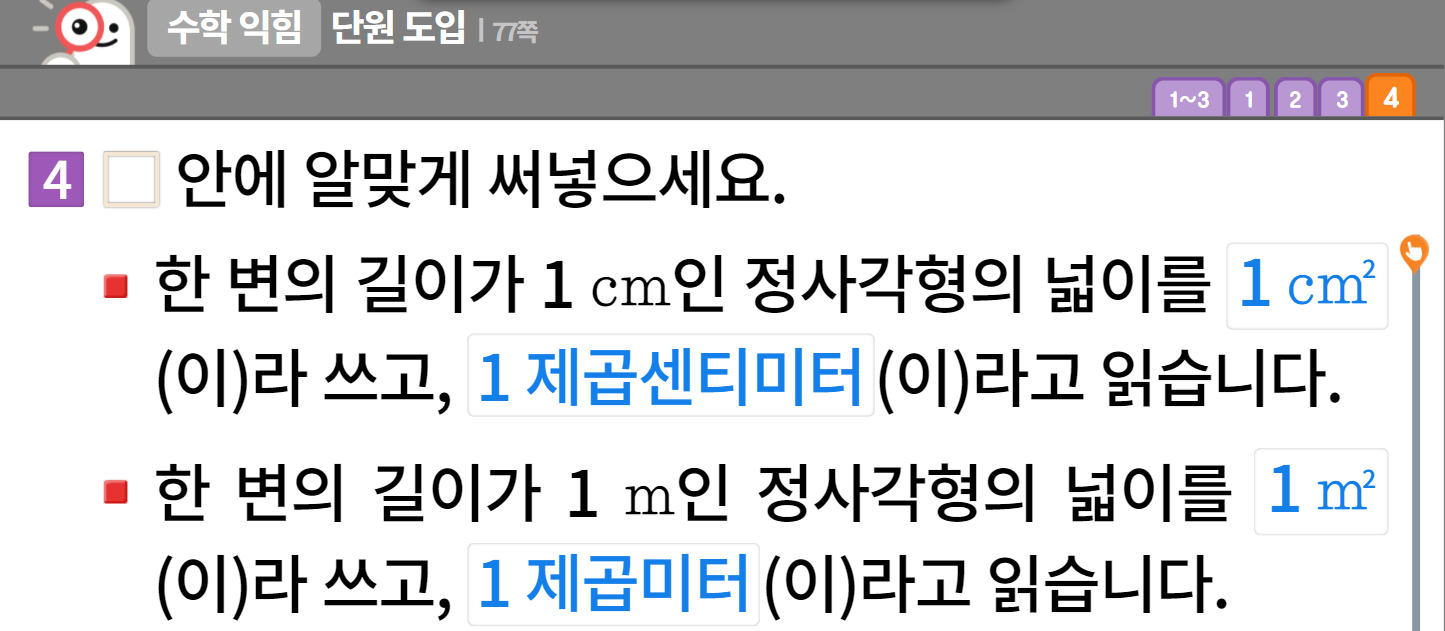 수학 익힘 단원 도입 | 77쪽
1~3 1 2 3 4
4 □ 안에 알맞게 써넣으세요.
한 변의 길이가 1 cm인 정사각형의 넓이를 1 cm²
(이)라 쓰고, 1 제곱센티미터 (이)라고 읽습니다.
한 변의 길이가 1 m인 정사각형의 넓이를 1 m²
(이)라 쓰고, 1 제곱미터 (이)라고 읽습니다.